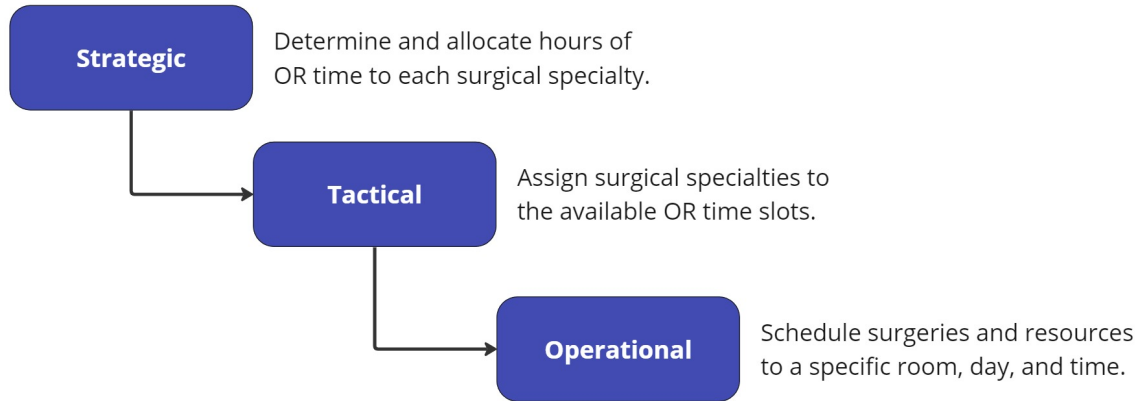 Strategic
Determine and allocate hours of
OR time to each surgical specialty.
Tactical
Assign surgical specialties to
the available OR time slots.
Operational
Schedule surgeries and resources
to a specific room, day, and time.